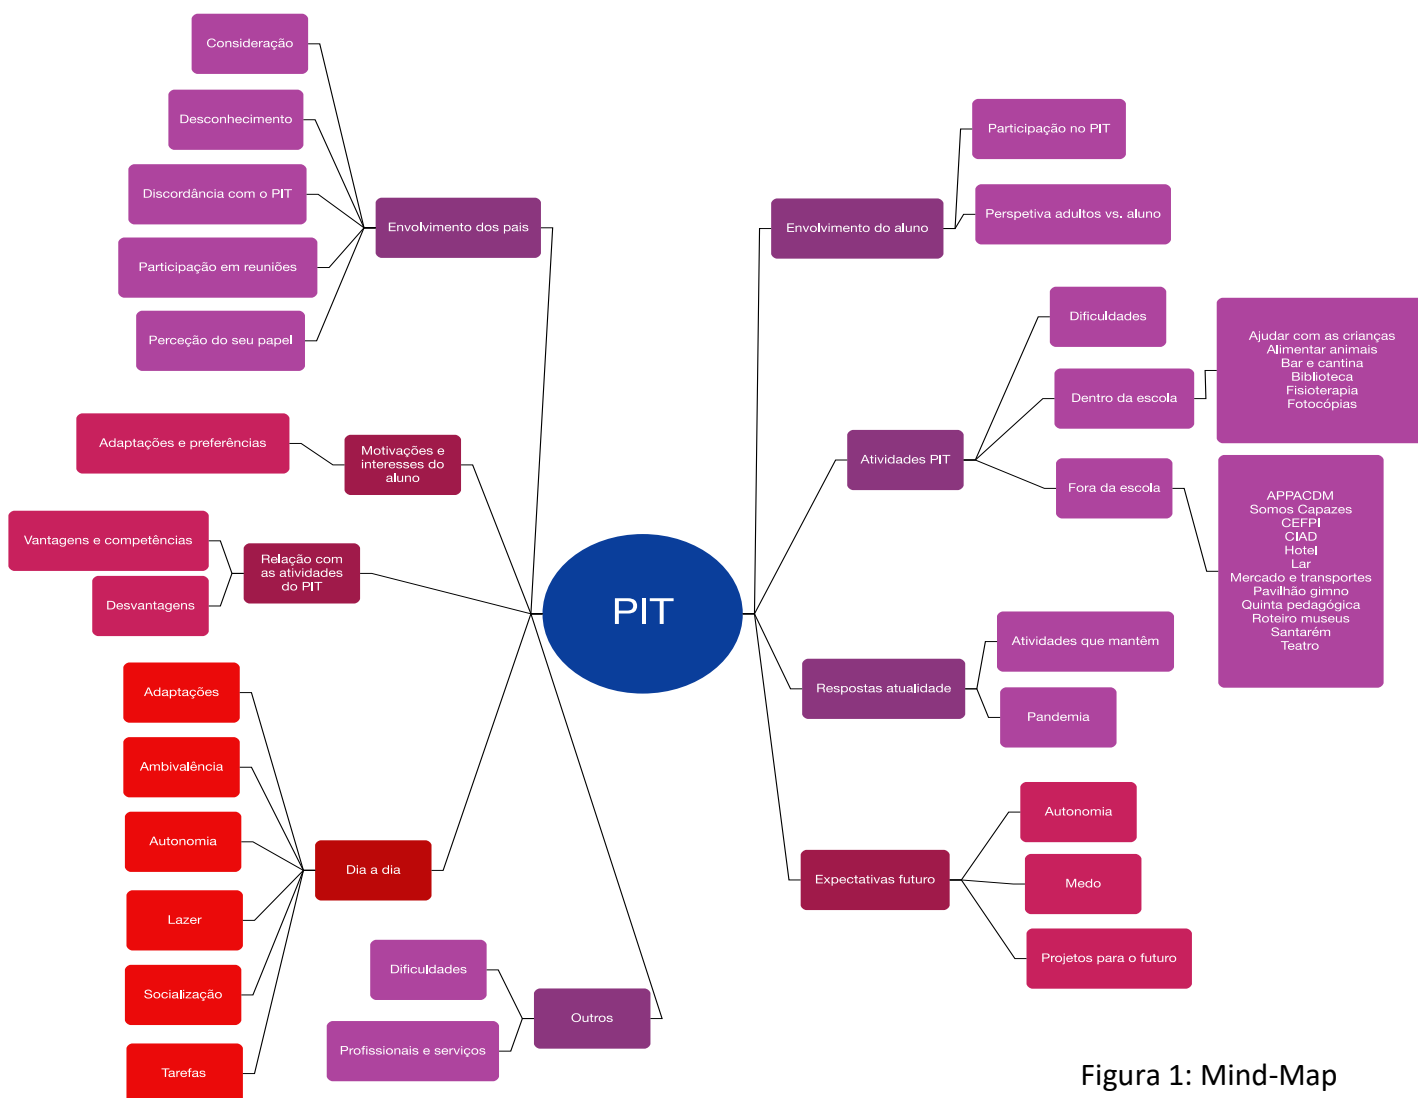 Consideração
Desconhecimento
Discordância com o PIT
Participação em reuniões
Perceção do seu papel
Envolvimento dos pais
Adaptações e preferências
Motivações e
interesses do
aluno
Vantagens e competências
Desvantagens
Relação com
as atividades
do PIT
Adaptações
Ambivalência
Autonomia
Lazer
Socialização
Tarefas
Dia a dia
Dificuldades
Profissionais e serviços
Outros
PIT
Envolvimento do aluno
Participação no PIT
Perspetiva adultos vs. aluno
Atividades PIT
Dificuldades
Dentro da escola
Ajudar com as crianças
Alimentar animais
Bar e cantina
Biblioteca
Fisioterapia
Fotocópias
Fora da escola
APPACDM
Somos Capazes
CEFPI
CIAD
Hotel
Lar
Mercado e transportes
Pavilhão gimno
Quinta pedagógica
Roteiro museus
Santarém
Teatro
Respostas atualidade
Atividades que mantêm
Pandemia
Expectativas futuro
Autonomia
Medo
Projetos para o futuro
Figura 1: Mind-Map